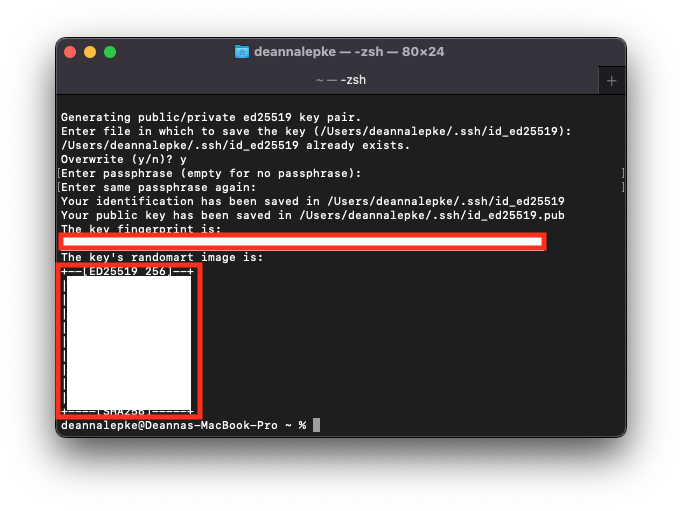 deannalepke — -zsh — 80×24
~ — -zsh
+
Generating public/private ed25519 key pair.
Enter file in which to save the key (/Users/deannalepke/.ssh/id_ed25519):
/Users/deannalepke/.ssh/id_ed25519 already exists.
Overwrite (y/n)? y
[Enter passphrase (empty for no passphrase): ]
[Enter same passphrase again: ]
Your identification has been saved in /Users/deannalepke/.ssh/id_ed25519
Your public key has been saved in /Users/deannalepke/.ssh/id_ed25519.pub
The key fingerprint is:
The key's randomart image is:
+--[ED25519 256]--+
|
|
|
|
|
|
|
|
|
+----[SHA256]-----+
deannalepke@Deannas-MacBook-Pro ~ %